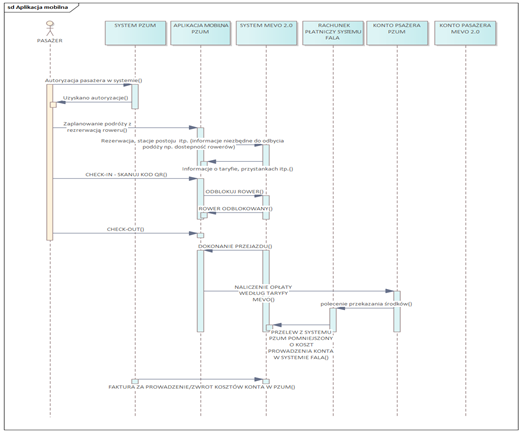 sd Aplikacja mobilna
PASAŻER
SYSTEM PZUM
APLIKACJA MOBILNA
PZUM
SYSTEM MEVO 2.0
RACHUNEK
PŁATNICZY SYSTEMU
FALA
KONTO PSAŻERA
PZUM
KONTO PASAŻERA
MEVO 2.0
Autoryzacja pasażera w systemie()
Uzyskano autoryzację()
Zaplanowanie podróży z
rezrerwacją roweru()
Rezerwacja, stacje postoju itp. (informacje niezbędne do odbycia
podóży np. dostepność rowerów)
Informacje o taryfie, przystankach itp.()
CHECK-IN - SKANUJ KOD QR()
ODBLOKUJ ROWER()
ROWER ODBLOKOWANY()
CHECK-OUT()
DOKONANIE PRZEJAZDU()
NALICZENIE OPŁATY
WEDŁUG TARYFY
MEVO()
polecenie przekazania środków()
PRZELEW Z SYSTEMU
PZUM POMNIEJSZONY
O KOSZT
PROWADZENIA KONTA
W SYSTEMIE FALA()
FAKTURA ZA PROWADZENIE/ZWROT KOSZTÓW KONTA W PZUM()